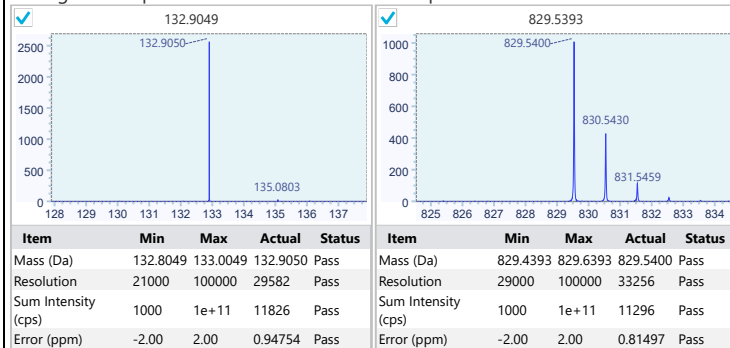 132.9049
132.9050
2500
2000
1500
1000
500
0
135.0803
128 129 130 131 132 133 134 135 136 137
Item Min Max Actual Status
Mass (Da) 132.8049 133.0049 132.9050 Pass
Resolution 21000 100000 29582 Pass
Sum Intensity
(cps) 1000 1e+11 11826 Pass
Error (ppm) -2.00 2.00 0.94754 Pass
829.5393
829.5400
1000
800
600
400
200
0
830.5430
831.5459
825 826 827 828 829 830 831 832 833 834
Item Min Max Actual Status
Mass (Da) 829.4393 829.6393 829.5400 Pass
Resolution 29000 100000 33256 Pass
Sum Intensity
(cps) 1000 1e+11 11296 Pass
Error (ppm) -2.00 2.00 0.81497 Pass